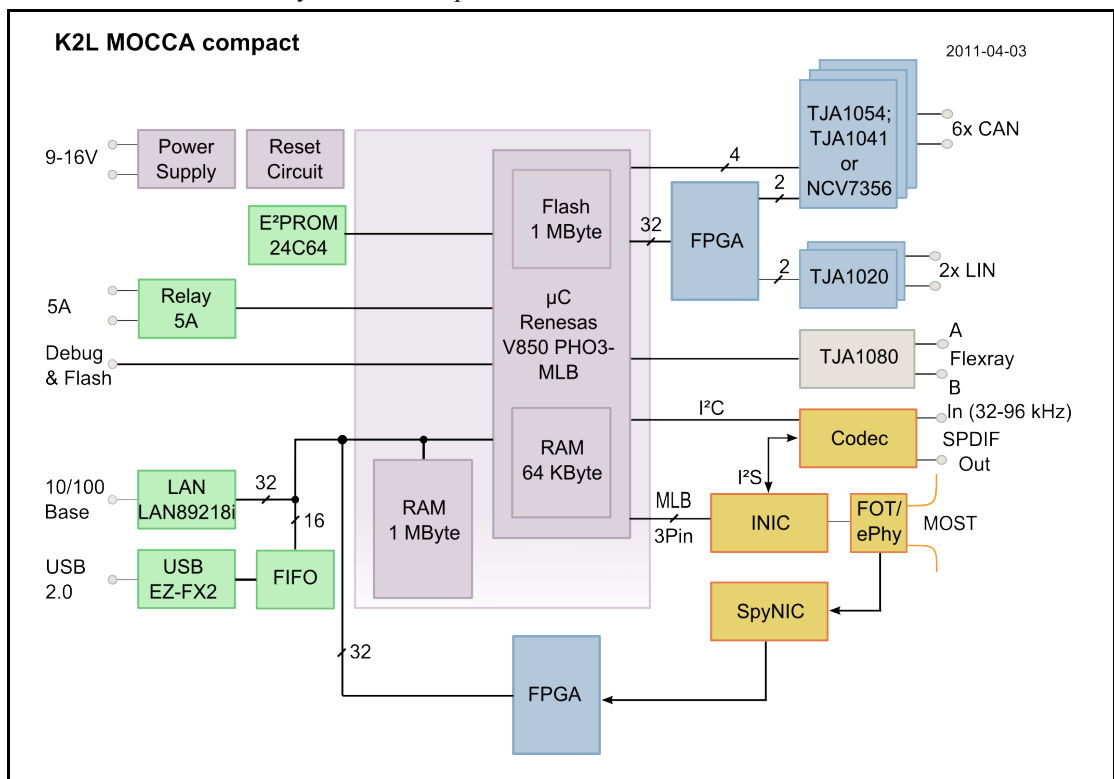 K2L MOCCA compact
2011-04-03
9-16V
Power
Supply
Reset
Circuit
E²PROM
24C64
5A
Relay
5A
Debug
& Flash
Flash
1 MByte
µC
Renesas
V850 PHO3-
MLB
RAM
64 KByte
RAM
1 MByte
10/100
Base
LAN
LAN89218i
32
16
USB
2.0
USB
EZ-FX2
FIFO
32
4
32
FPGA
2
2
TJA1054;
TJA1041
or
NCV7356
6x CAN
TJA1020
2x LIN
TJA1080
A
Flexray
B
I²C
Codec
In (32-96 kHz)
SPDIF
Out
I²S
MLB
3Pin
INIC
FOT/
ePhy
MOST
SpyNIC
FPGA